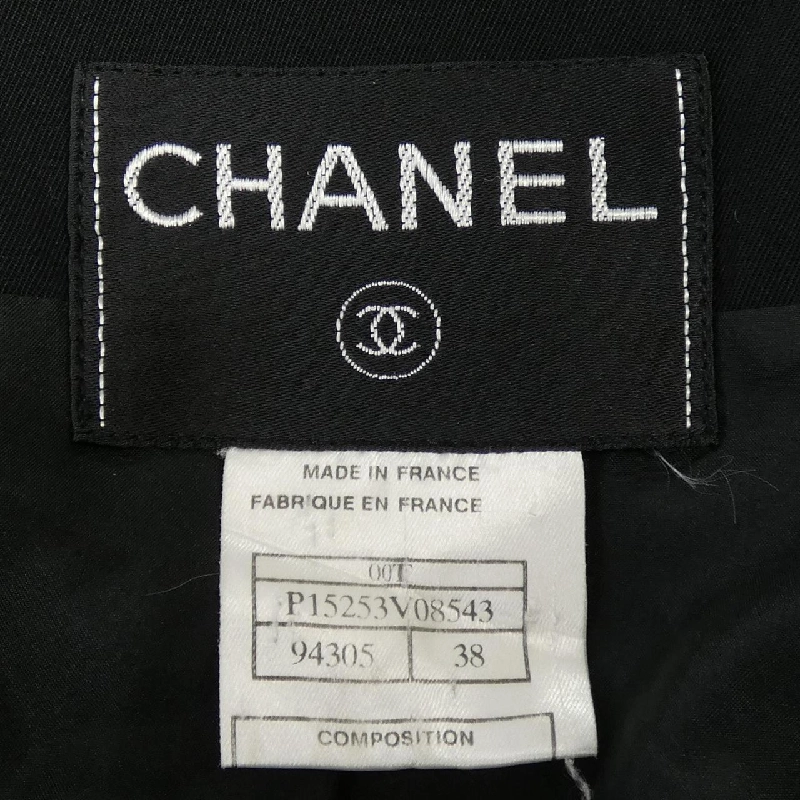 CHANEL
MADE IN FRANCE
FABRIQUE EN FRANCE
00T
P15253V08543
94305 38
COMPOSITION